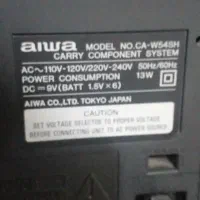 aiwa MODEL NO.CA-W54SH
CARRY COMPONENT SYSTEM
AC~110V-120V/220V-240V 50Hz/60Hz
POWER CONSUMPTION 13W
DC⎓9V(BATT 1.5V×6)
AIWA CO.,LTD. TOKYO JAPAN
CAUTION
SET VOLTAGE SELECTOR TO PROPER VOLTAGE
BEFORE CONNECTING UNIT TO AC POWER